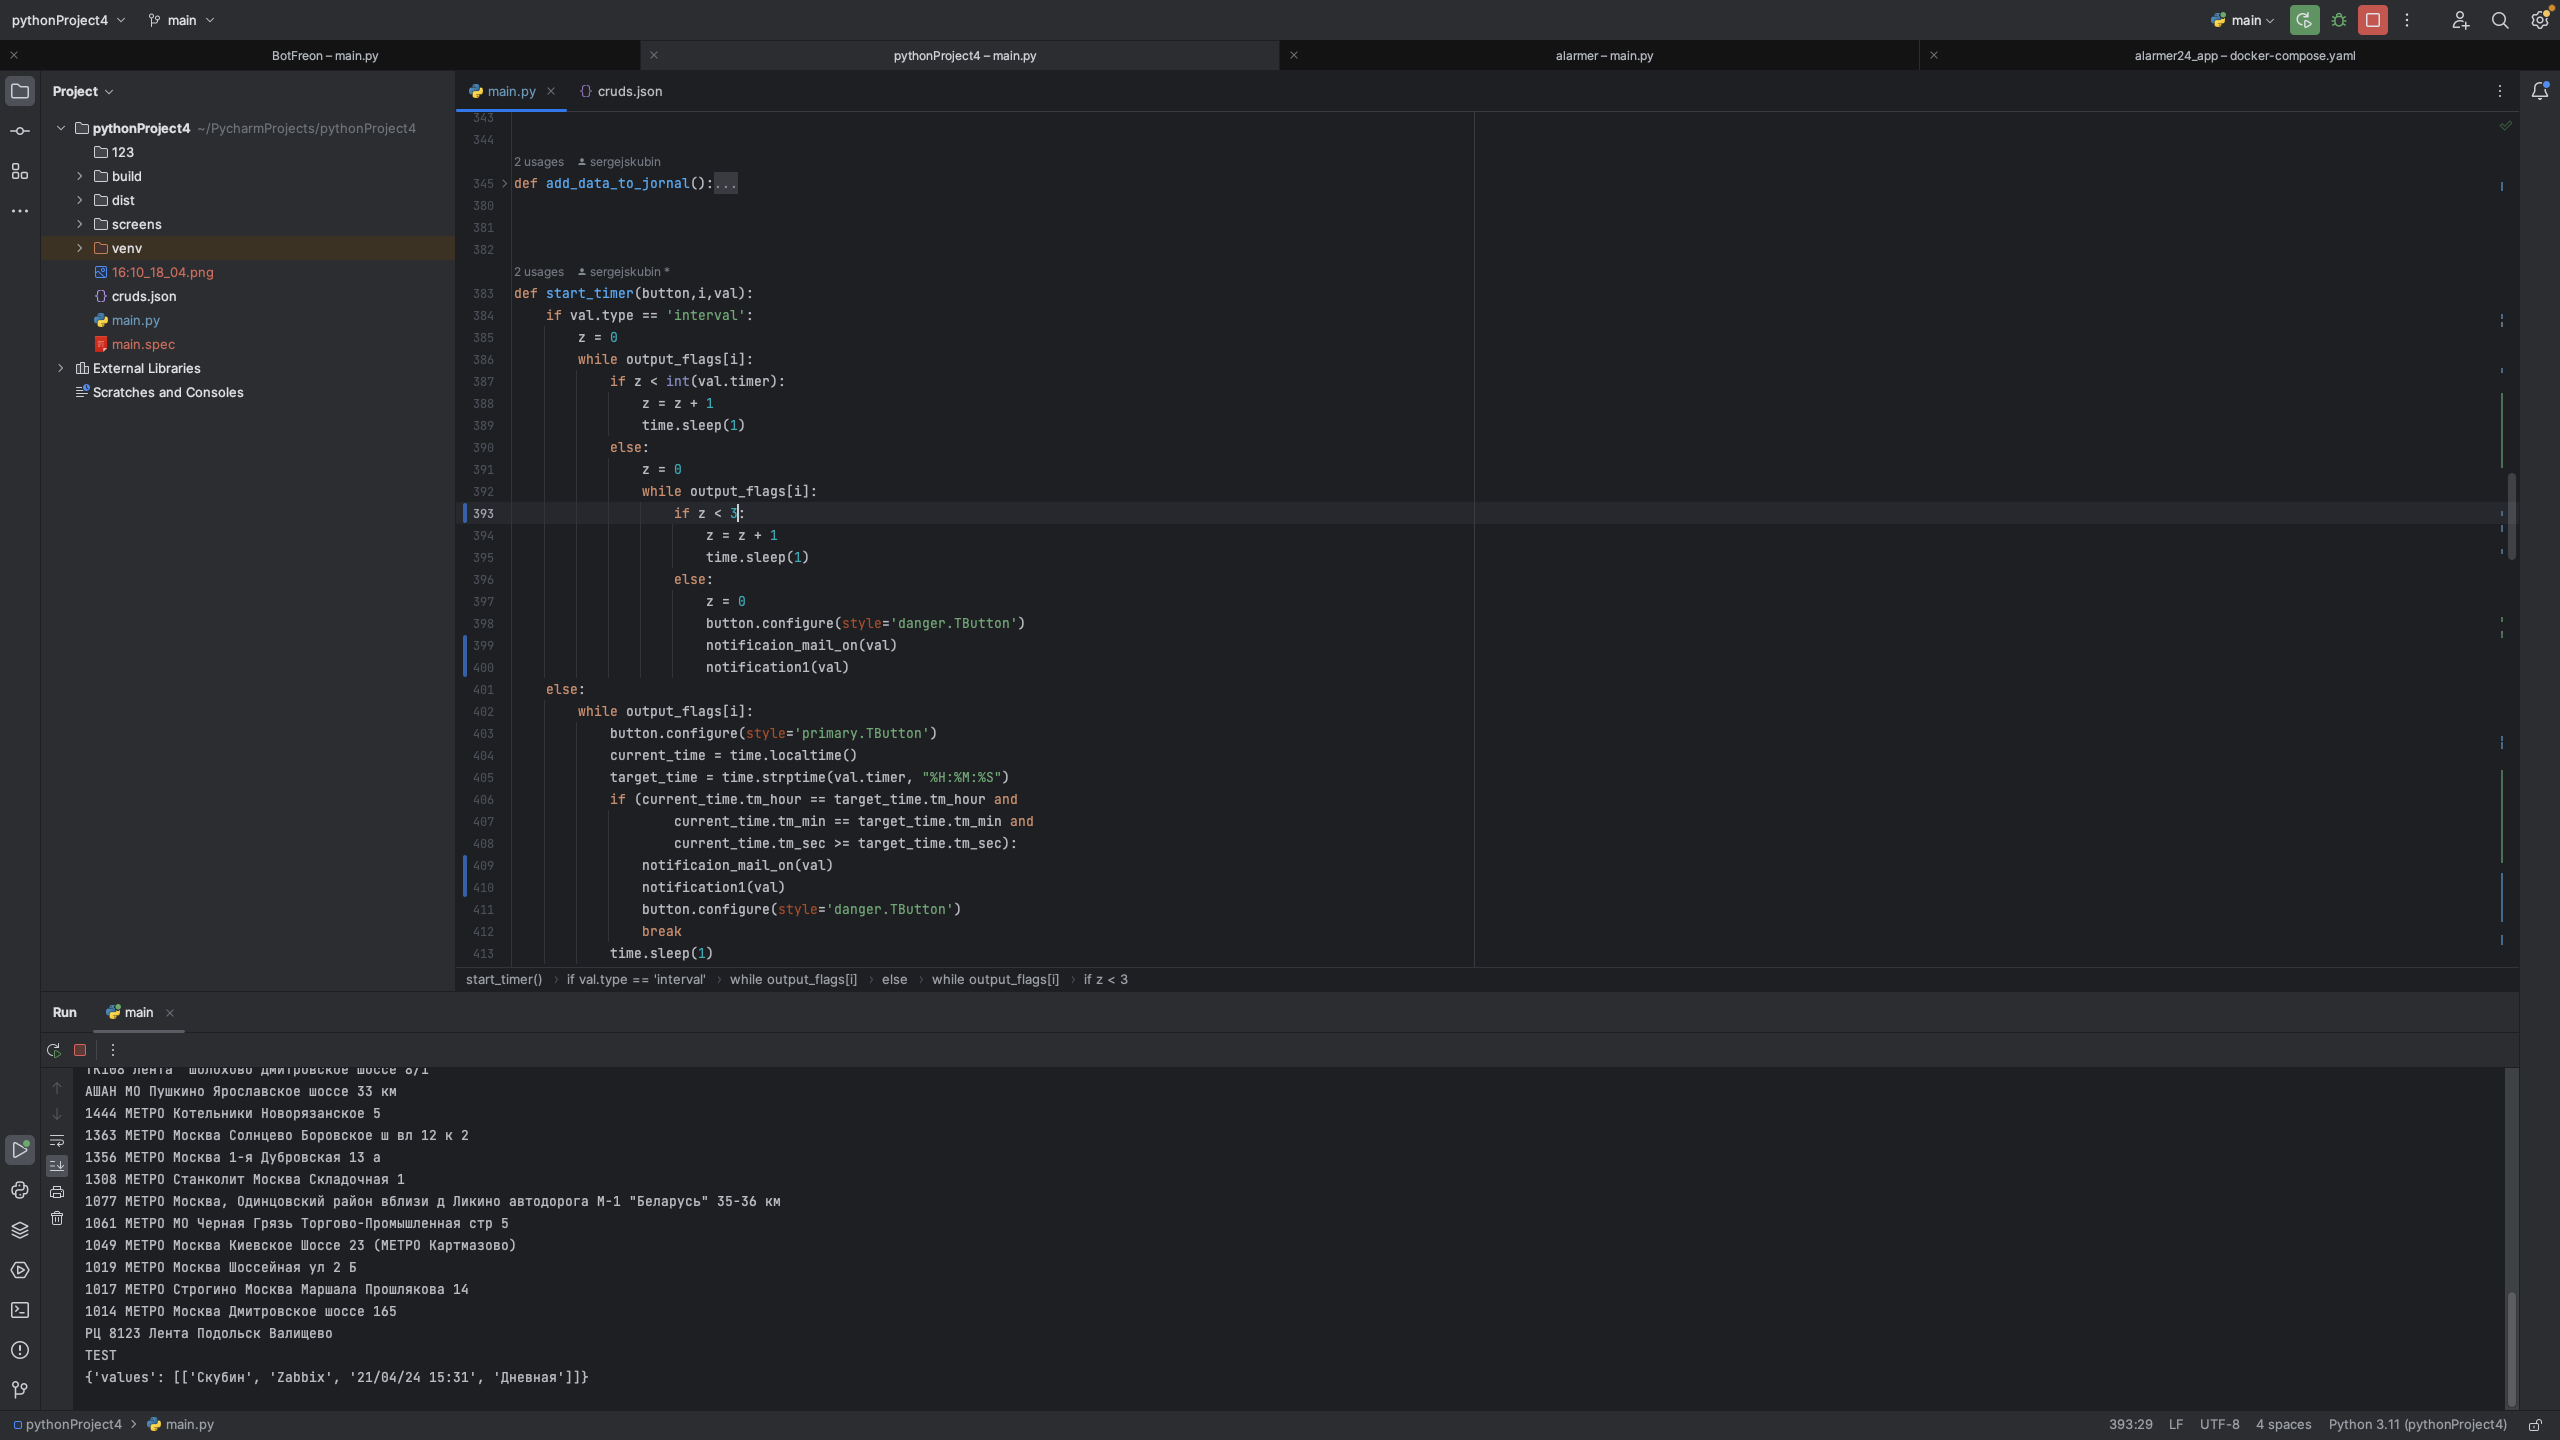 pythonProject4 main main
BotFreon – main.py pythonProject4 – main.py alarmer – main.py alarmer24_app – docker-compose.yaml
Project
pythonProject4 ~/PycharmProjects/pythonProject4
123
build
dist
screens
venv
16:10_18_04.png
cruds.json
main.py
main.spec
External Libraries
Scratches and Consoles
main.py cruds.json
343
344
2 usages sergejskubin
345 def add_data_to_jornal():...
380
381
382
2 usages sergejskubin *
383 def start_timer(button,i,val):
384 if val.type == 'interval':
385 z = 0
386 while output_flags[i]:
387 if z < int(val.timer):
388 z = z + 1
389 time.sleep(1)
390 else:
391 z = 0
392 while output_flags[i]:
393 if z < 3:
394 z = z + 1
395 time.sleep(1)
396 else:
397 z = 0
398 button.configure(style='danger.TButton')
399 notificaion_mail_on(val)
400 notification1(val)
401 else:
402 while output_flags[i]:
403 button.configure(style='primary.TButton')
404 current_time = time.localtime()
405 target_time = time.strptime(val.timer, "%H:%M:%S")
406 if (current_time.tm_hour == target_time.tm_hour and
407 current_time.tm_min == target_time.tm_min and
408 current_time.tm_sec >= target_time.tm_sec):
409 notificaion_mail_on(val)
410 notification1(val)
411 button.configure(style='danger.TButton')
412 break
413 time.sleep(1)
start_timer() › if val.type == 'interval' › while output_flags[i] › else › while output_flags[i] › if z < 3
Run main
Лента Шолохово Дмитровское шоссе 8/1
АШАН МО Пушкино Ярославское шоссе 33 км
1444 МЕТРО Котельники Новорязанское 5
1363 МЕТРО Москва Солнцево Боровское ш вл 12 к 2
1356 МЕТРО Москва 1-я Дубровская 13 а
1308 МЕТРО Станколит Москва Складочная 1
1077 МЕТРО Москва, Одинцовский район вблизи д Ликино автодорога М-1 "Беларусь" 35-36 км
1061 МЕТРО МО Черная Грязь Торгово-Промышленная стр 5
1049 МЕТРО Москва Киевское Шоссе 23 (МЕТРО Картмазово)
1019 МЕТРО Москва Шоссейная ул 2 Б
1017 МЕТРО Строгино Москва Маршала Прошлякова 14
1014 МЕТРО Москва Дмитровское шоссе 165
РЦ 8123 Лента Подольск Валищево
TEST
{'values': [['Скубин', 'Zabbix', '21/04/24 15:31', 'Дневная']]}
pythonProject4 › main.py 393:29 LF UTF-8 4 spaces Python 3.11 (pythonProject4)